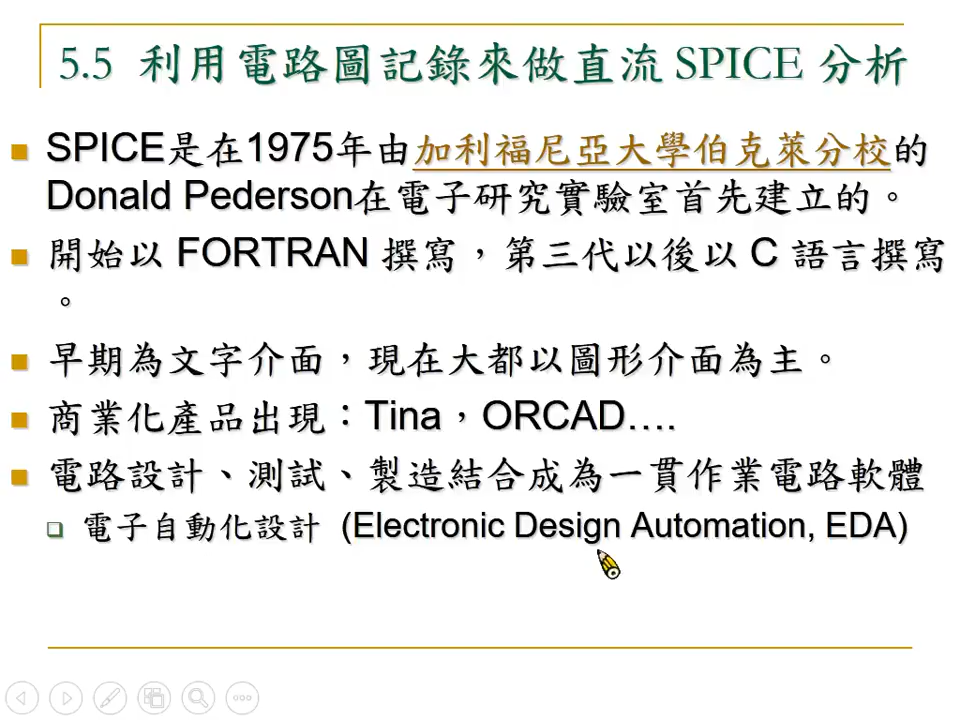 5.5 利用電路圖記錄來做直流 SPICE 分析
SPICE是在1975年由加利福尼亞大學伯克萊分校的
Donald Pederson在電子研究實驗室首先建立的。
開始以 FORTRAN 撰寫，第三代以後以 C 語言撰寫
。
早期為文字介面，現在大都以圖形介面為主。
商業化產品出現：Tina，ORCAD….
電路設計、測試、製造結合成為一貫作業電路軟體
電子自動化設計 (Electronic Design Automation, EDA)